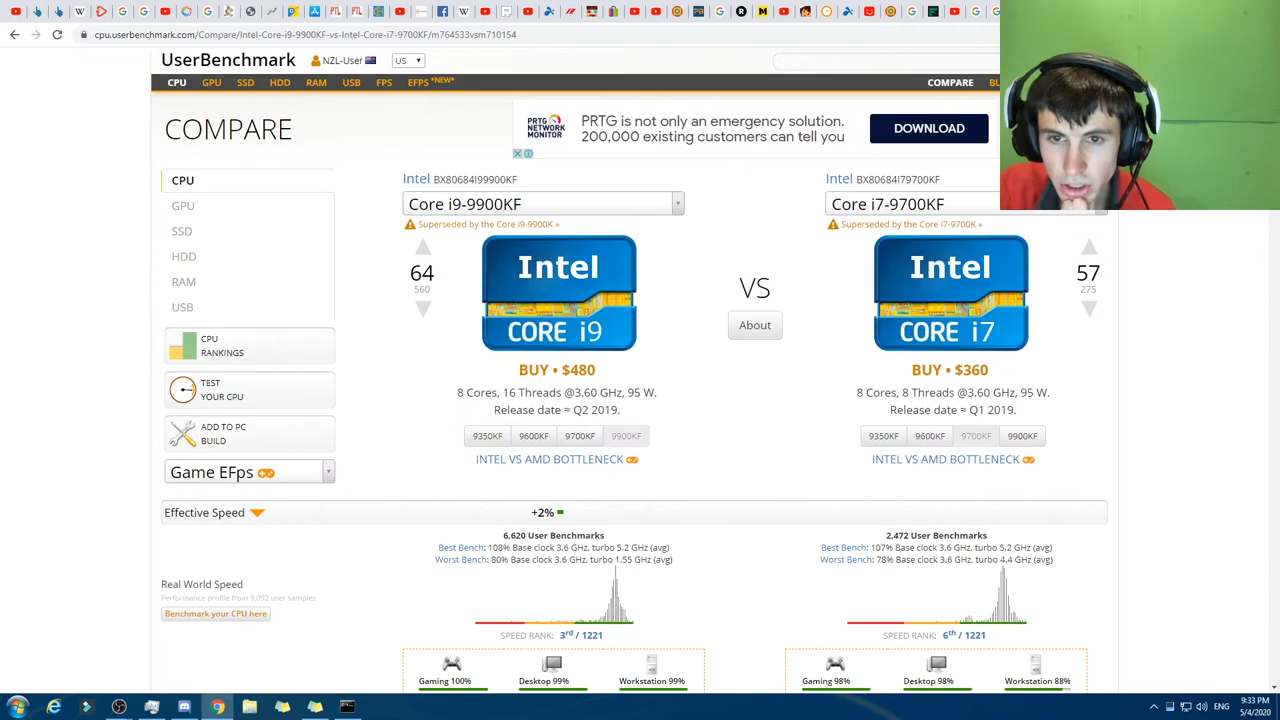 cpu.userbenchmark.com/Compare/Intel-Core-i9-9900KF-vs-Intel-Core-i7-9700KF/m764533vsm710154
UserBenchmark
NZL-User
US
CPU GPU SSD HDD RAM USB FPS EFPS *NEW*
COMPARE
COMPARE
PRTG NETWORK MONITOR
PRTG is not only an emergency solution.
200,000 existing customers can tell you
DOWNLOAD
CPU
GPU
SSD
HDD
RAM
USB
CPU RANKINGS
TEST YOUR CPU
ADD TO PC BUILD
Game EFps
Intel BX80684I99900KF
Core i9-9900KF
Superseded by the Core i9-9900K »
64
560
Intel
CORE i9
BUY • $480
8 Cores, 16 Threads @3.60 GHz, 95 W.
Release date ≈ Q2 2019.
9350KF 9600KF 9700KF 9900KF
INTEL VS AMD BOTTLENECK
VS
About
Intel BX80684I79700KF
Core i7-9700KF
Superseded by the Core i7-9700K »
57
275
Intel
CORE i7
BUY • $360
8 Cores, 8 Threads @3.60 GHz, 95 W.
Release date ≈ Q1 2019.
9350KF 9600KF 9700KF 9900KF
INTEL VS AMD BOTTLENECK
Effective Speed
+2%
6,620 User Benchmarks
Best Bench: 108% Base clock 3.6 GHz, turbo 5.2 GHz (avg)
Worst Bench: 80% Base clock 3.6 GHz, turbo 1.55 GHz (avg)
2,472 User Benchmarks
Best Bench: 107% Base clock 3.6 GHz, turbo 5.2 GHz (avg)
Worst Bench: 78% Base clock 3.6 GHz, turbo 4.4 GHz (avg)
Real World Speed
Performance profile from 9,092 user samples
Benchmark your CPU here
SPEED RANK: 3rd / 1221
SPEED RANK: 6th / 1221
Gaming 100% Desktop 99% Workstation 99%
Gaming 98% Desktop 98% Workstation 88%
ENG
9:33 PM
5/4/2020